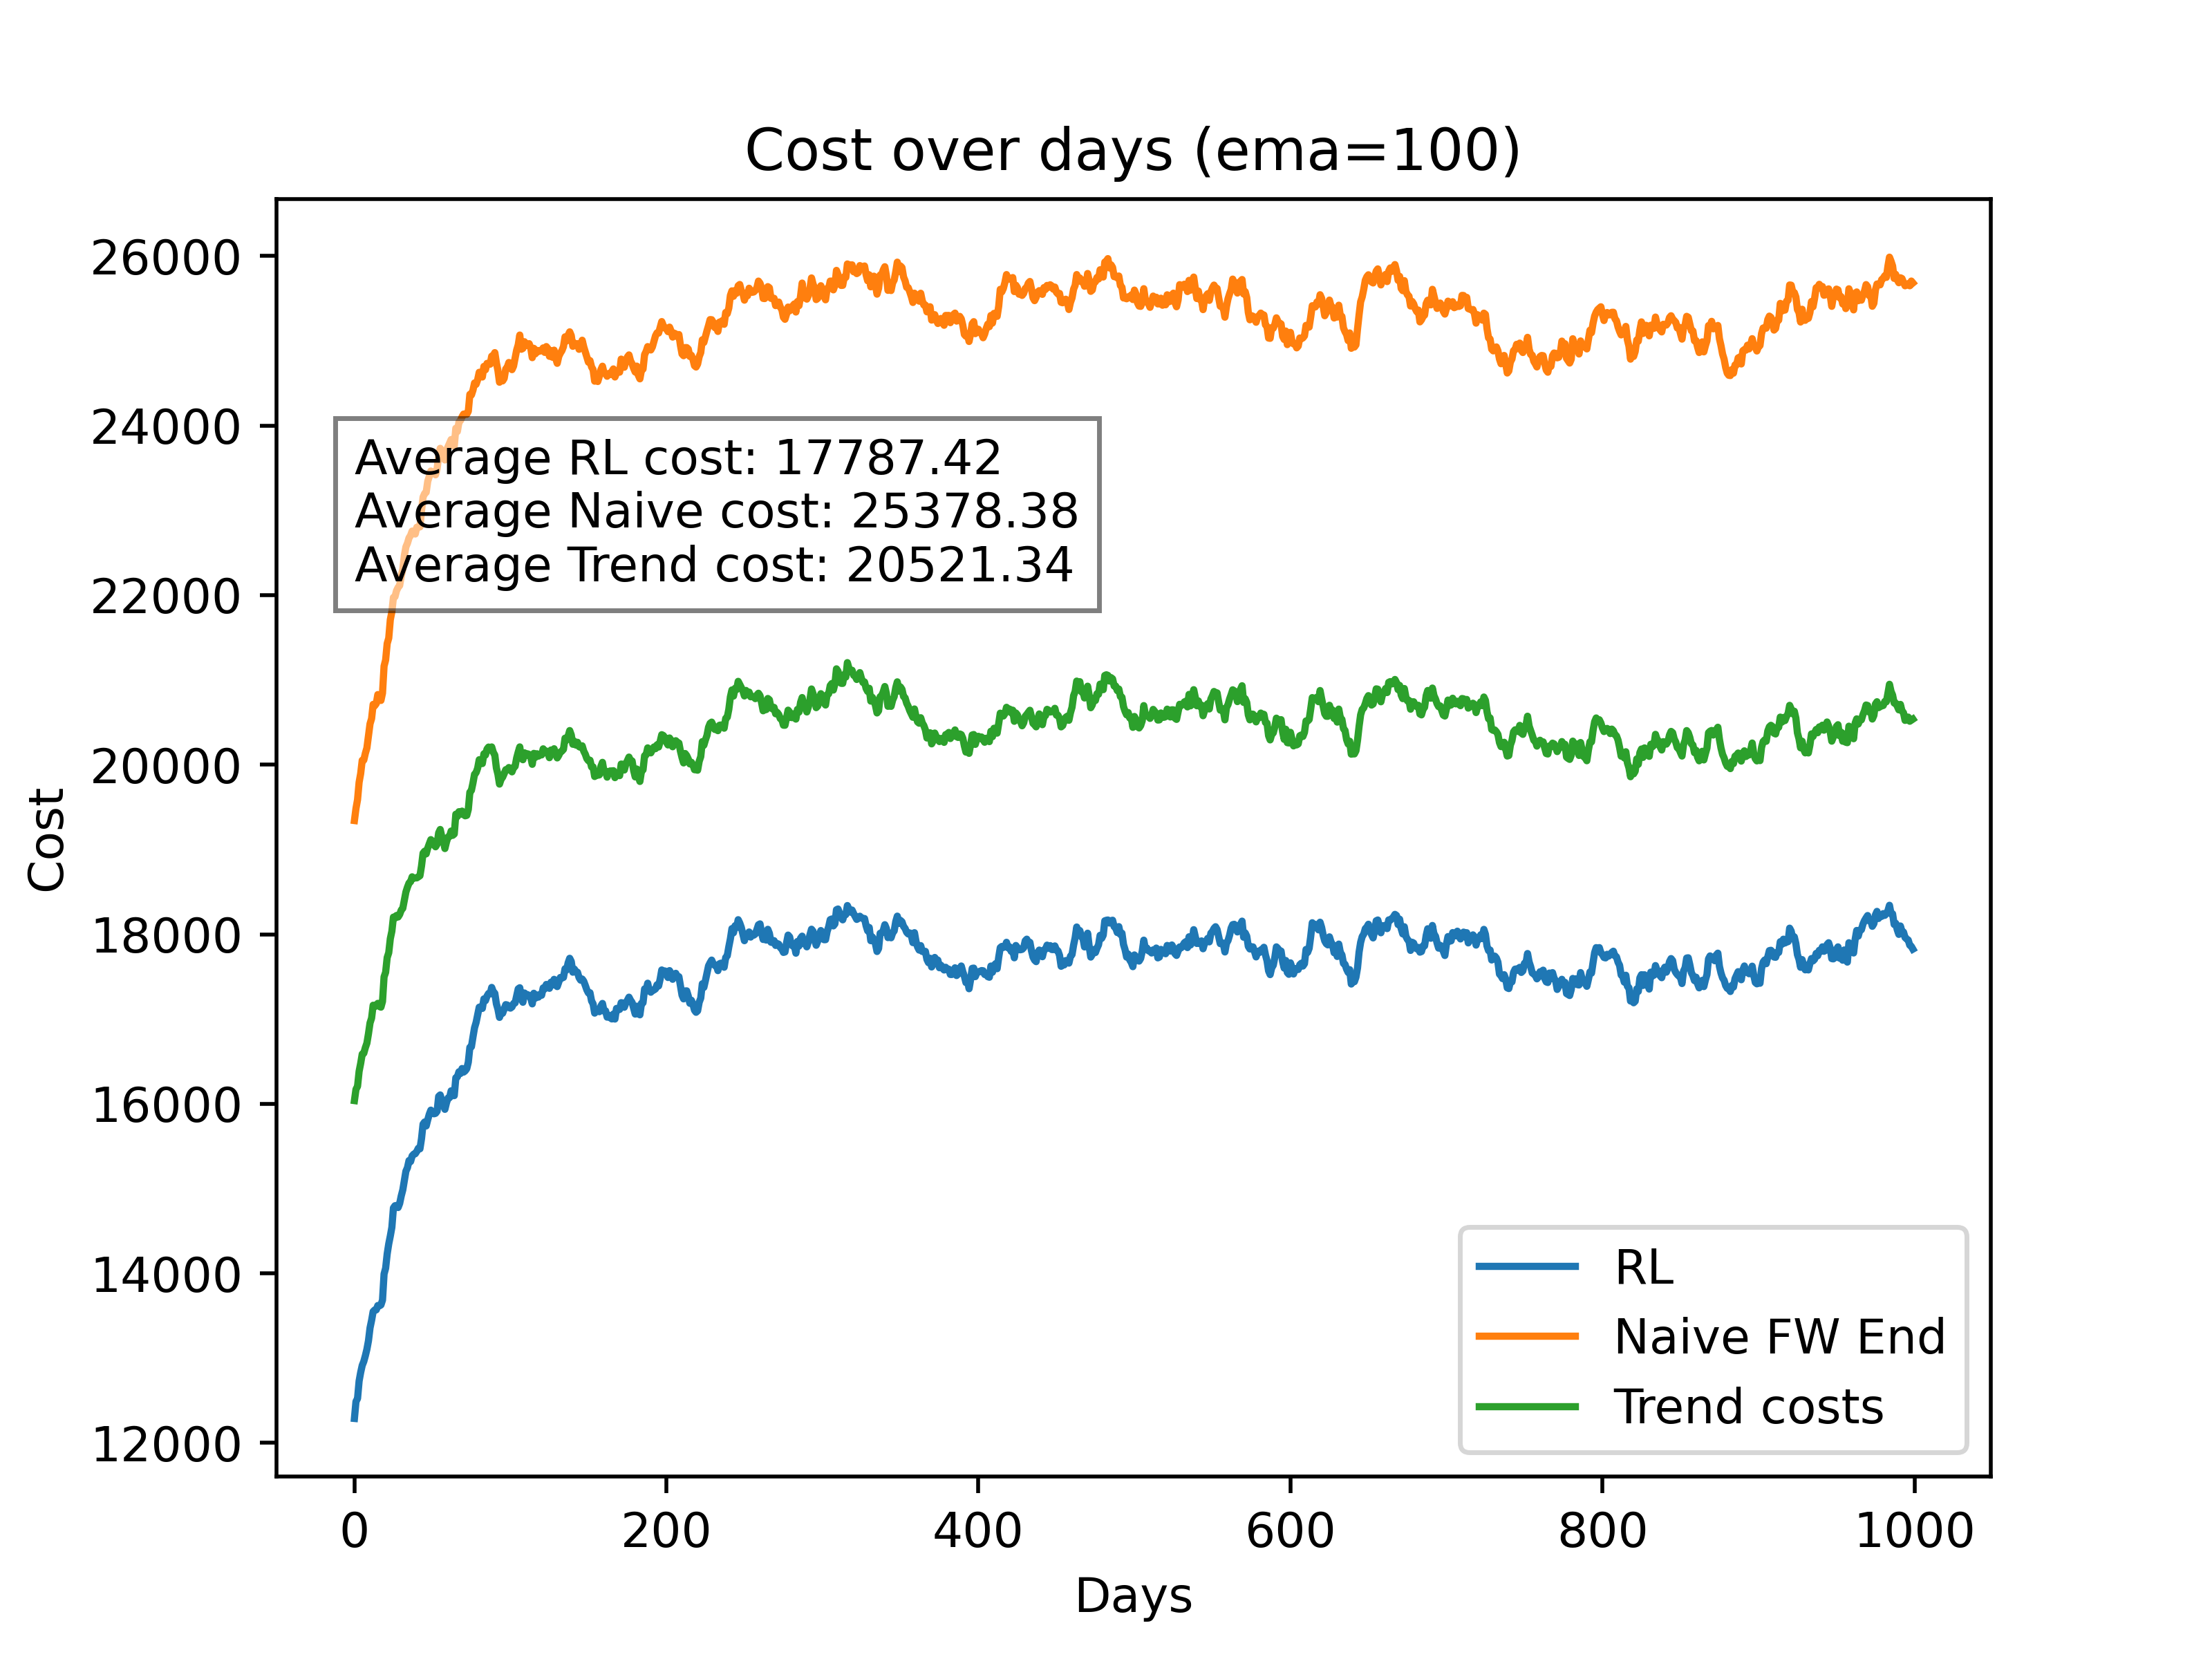 Cost over days (ema=100)
26000
24000
22000
20000
18000
16000
14000
12000
Cost
Average RL cost: 17787.42
Average Naive cost: 25378.38
Average Trend cost: 20521.34
RL
Naive FW End
Trend costs
0 200 400 600 800 1000
Days